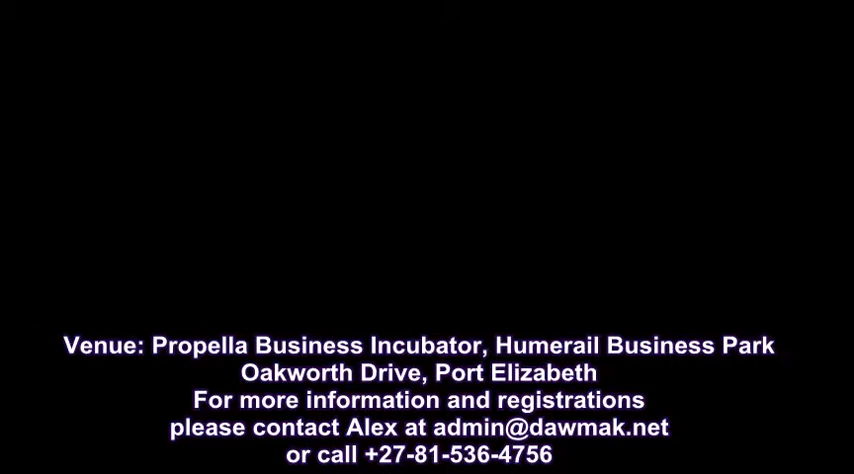 Venue: Propella Business Incubator, Humerail Business Park
Oakworth Drive, Port Elizabeth
For more information and registrations
please contact Alex at admin@dawmak.net
or call +27-81-536-4756